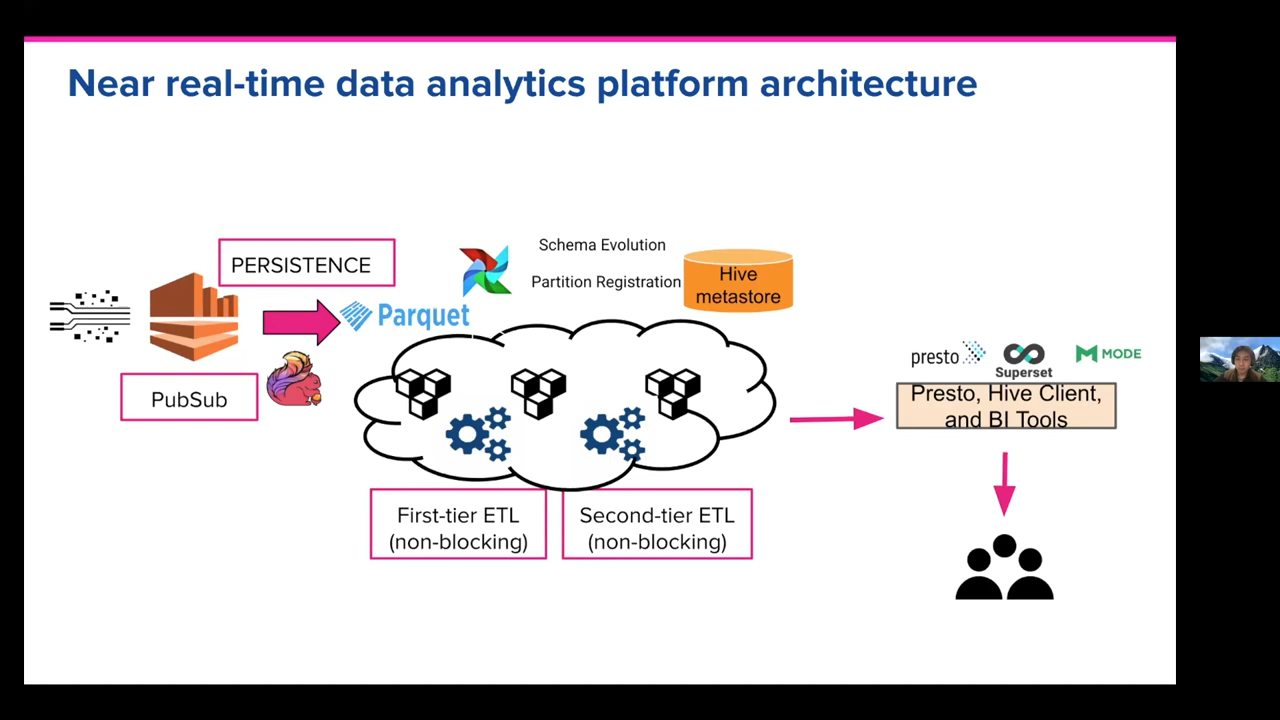 Near real-time data analytics platform architecture
PERSISTENCE
Schema Evolution
Partition Registration
Hive
metastore
Parquet
PubSub
presto
Superset
MODE
Presto, Hive Client,
and BI Tools
First-tier ETL
(non-blocking)
Second-tier ETL
(non-blocking)